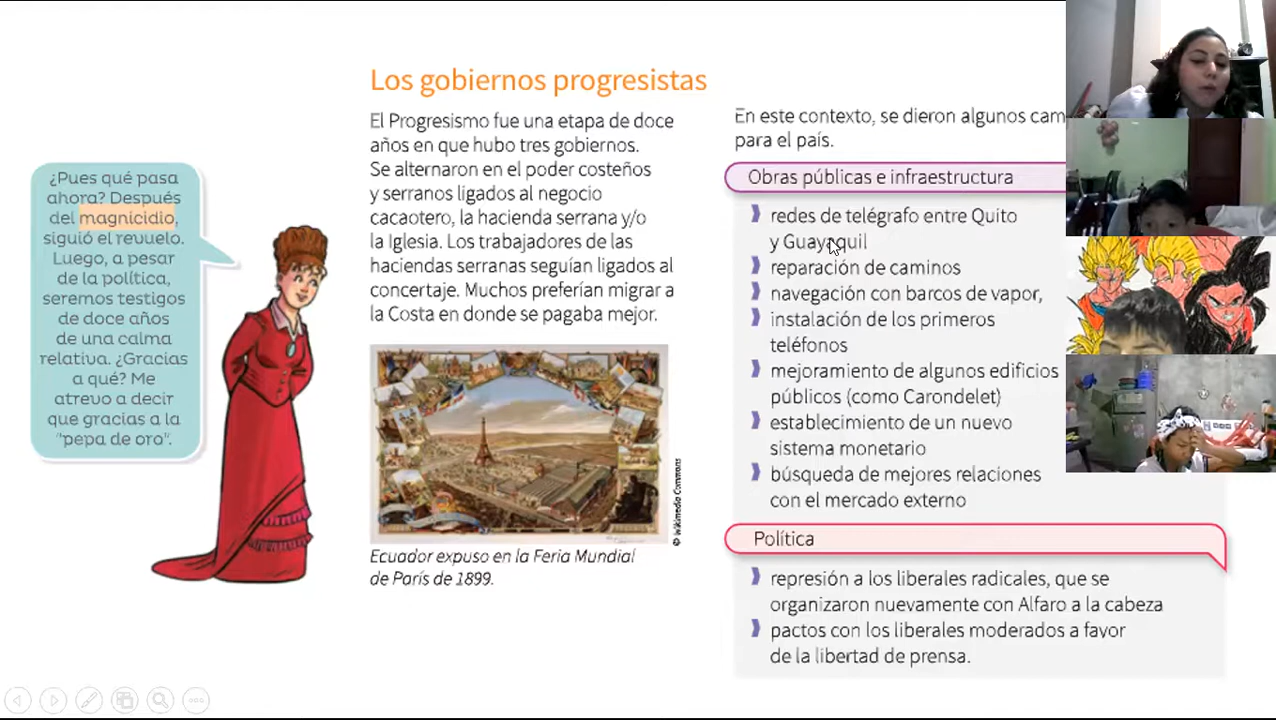 Los gobiernos progresistas
¿Pues qué pasa
ahora? Después
del magnicidio,
siguió el revuelo.
Luego, a pesar
de la política,
seremos testigos
de doce años
de una calma
relativa. ¿Gracias
a qué? Me
atrevo a decir
que gracias a la
“pepa de oro”.
El Progresismo fue una etapa de doce
años en que hubo tres gobiernos.
Se alternaron en el poder costeños
y serranos ligados al negocio
cacaotero, la hacienda serrana y/o
la Iglesia. Los trabajadores de las
haciendas serranas seguían ligados al
concertaje. Muchos preferían migrar a
la Costa en donde se pagaba mejor.
© Wikimedia Commons
Ecuador expuso en la Feria Mundial
de París de 1899.
En este contexto, se dieron algunos cam
para el país.
Obras públicas e infraestructura
redes de telégrafo entre Quito
y Guayaquil
reparación de caminos
navegación con barcos de vapor,
instalación de los primeros
teléfonos
mejoramiento de algunos edificios
públicos (como Carondelet)
establecimiento de un nuevo
sistema monetario
búsqueda de mejores relaciones
con el mercado externo
Política
represión a los liberales radicales, que se
organizaron nuevamente con Alfaro a la cabeza
pactos con los liberales moderados a favor
de la libertad de prensa.